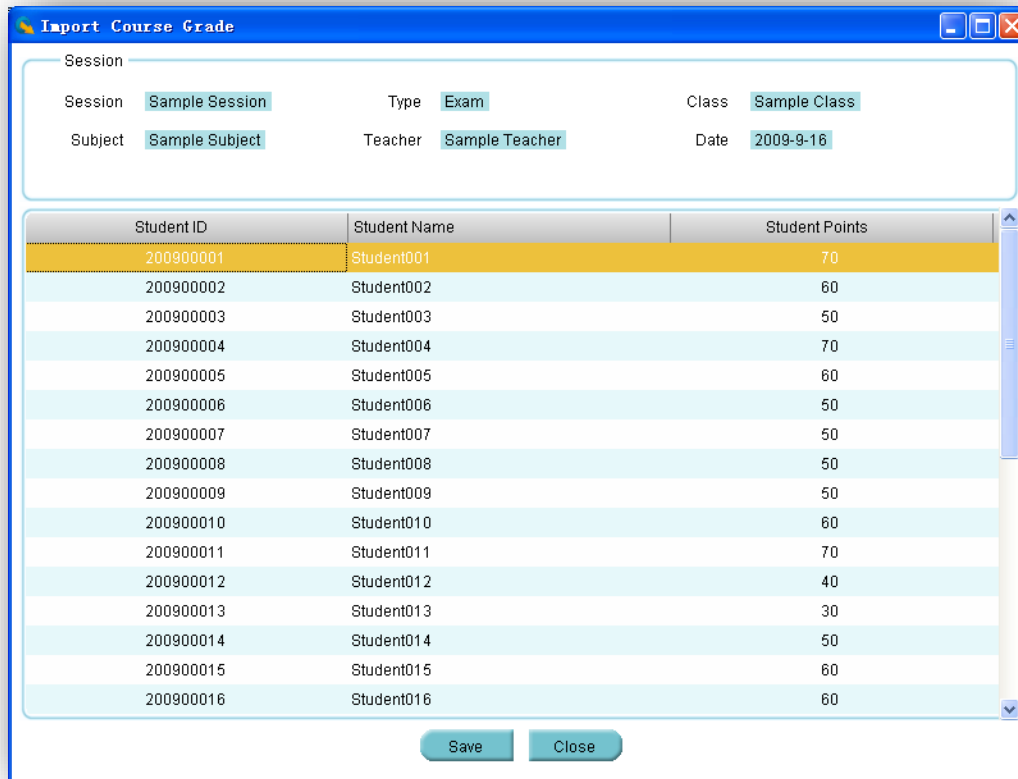 Import Course Grade
Session
Session Sample Session Type Exam Class Sample Class
Subject Sample Subject Teacher Sample Teacher Date 2009-9-16
Student ID Student Name Student Points
200900001 Student001 70
200900002 Student002 60
200900003 Student003 50
200900004 Student004 70
200900005 Student005 60
200900006 Student006 50
200900007 Student007 50
200900008 Student008 50
200900009 Student009 50
200900010 Student010 60
200900011 Student011 70
200900012 Student012 40
200900013 Student013 30
200900014 Student014 50
200900015 Student015 60
200900016 Student016 60
Save Close